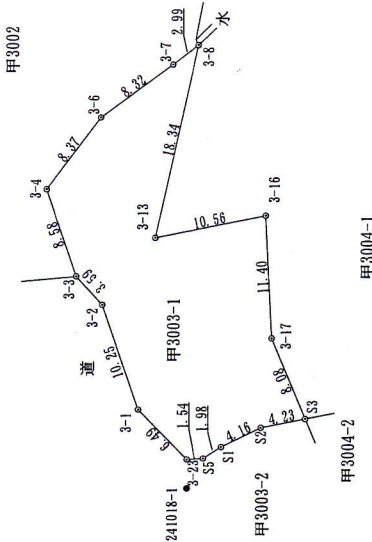 甲3002
水
2.99
3-8
3-7
8.32
3-6
8.37
3-4
18.34
3-13
10.56
3-16
8.58
3-3
3.59
3-2
道
10.25
甲3003-1
11.40
3-17
甲3004-1
3-1
6.49
1.54
1.98
8.08
3-23
S5
S1
4.16
S2
4.23
S3
241018-1
甲3003-2
甲3004-2